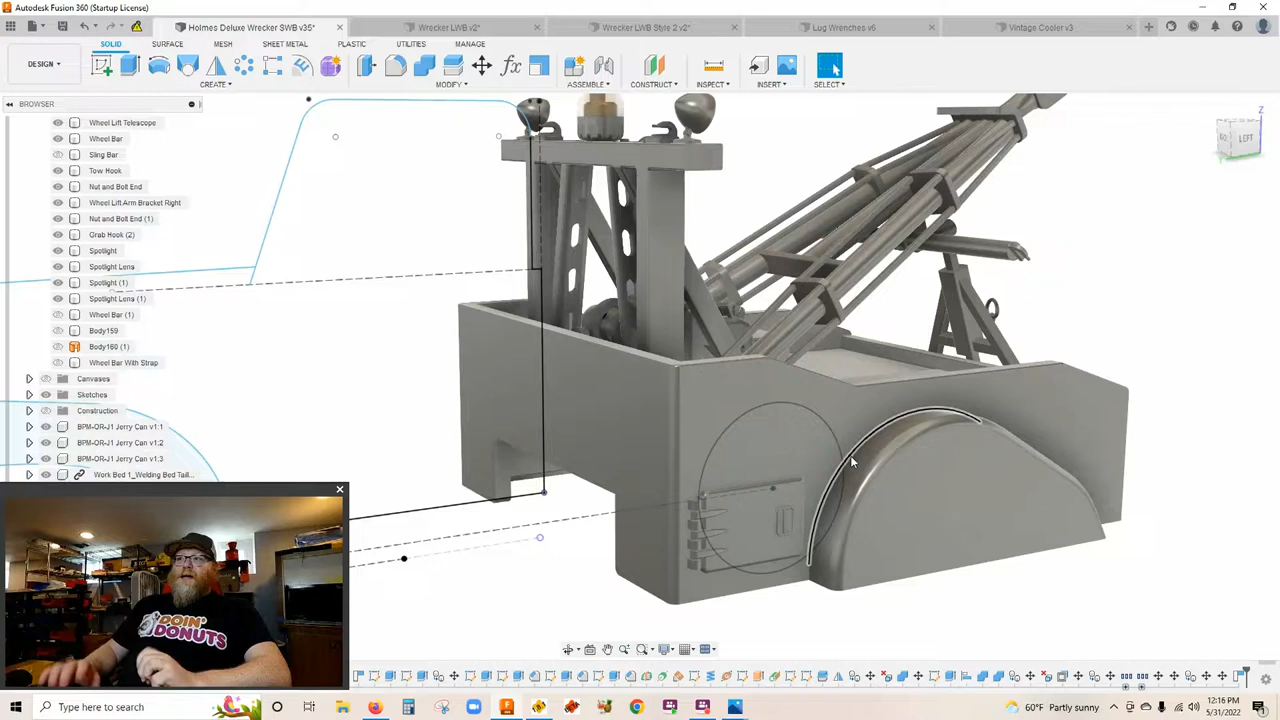 Autodesk Fusion 360 (Startup License)
Holmes Deluxe Wrecker SWB v35*
Wrecker LWB v2*
Wrecker LWB Style 2 v2*
Lug Wrenches v6
Vintage Cooler v3
SOLID
SURFACE
MESH
SHEET METAL
PLASTIC
UTILITIES
MANAGE
DESIGN
CREATE
MODIFY
ASSEMBLE
CONSTRUCT
INSPECT
INSERT
SELECT
BROWSER
Wheel Lift Telescope
Wheel Bar
Sling Bar
Tow Hook
Nut and Bolt End
Wheel Lift Arm Bracket Right
Nut and Bolt End (1)
Grab Hook (2)
Spotlight
Spotlight Lens
Spotlight (1)
Spotlight Lens (1)
Wheel Bar (1)
Body159
Body160 (1)
Wheel Bar With Strap
Canvases
Sketches
Construction
BPM-OR-J1 Jerry Can v1:1
BPM-OR-J1 Jerry Can v1:2
BPM-OR-J1 Jerry Can v1:3
Work Bed 1_Welding Bed Taill...
Z
LEFT
DOIN'
DONUTS
Type here to search
60°F Partly sunny
12:16 PM
5/31/2022